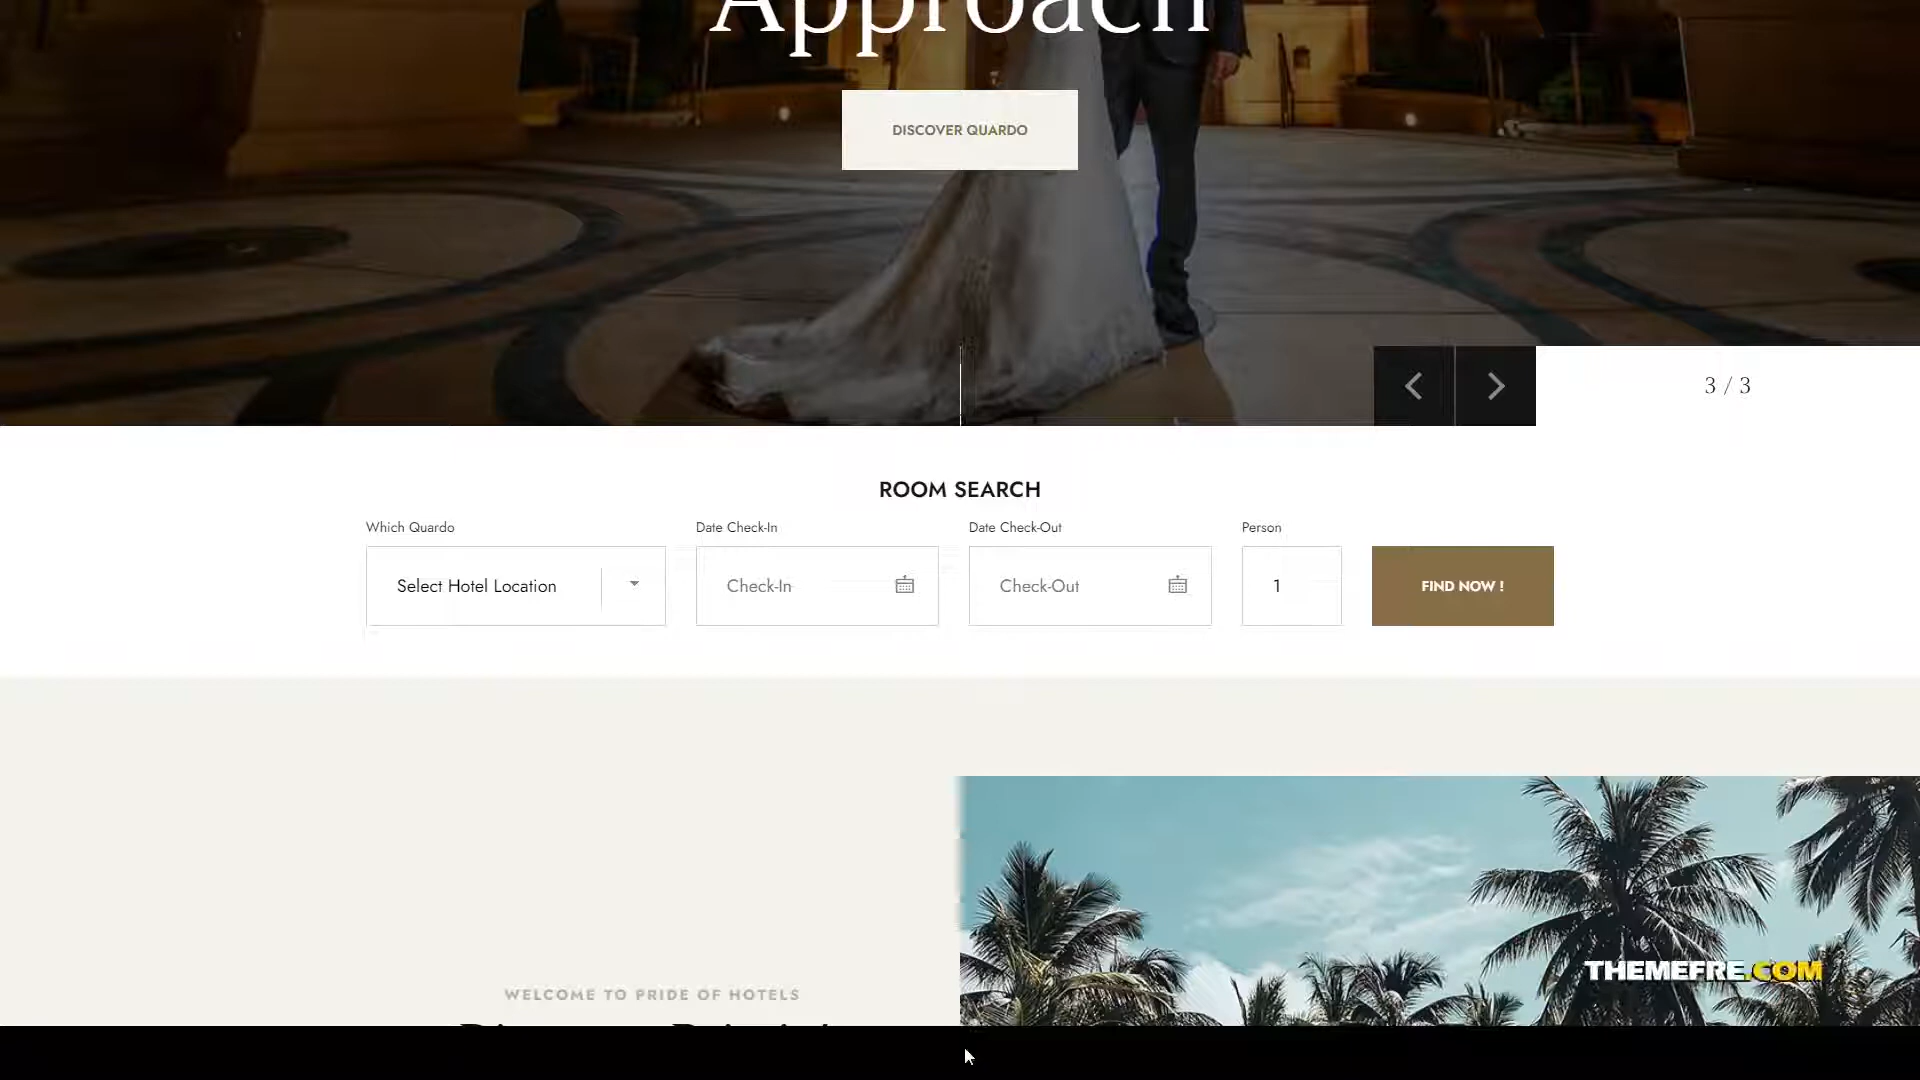 Approach
DISCOVER QUARDO
3 / 3
ROOM SEARCH
Which Quardo
Date Check-In
Date Check-Out
Person
Select Hotel Location
Check-In
Check-Out
1
FIND NOW !
WELCOME TO PRIDE OF HOTELS
THEMEFRE.COM